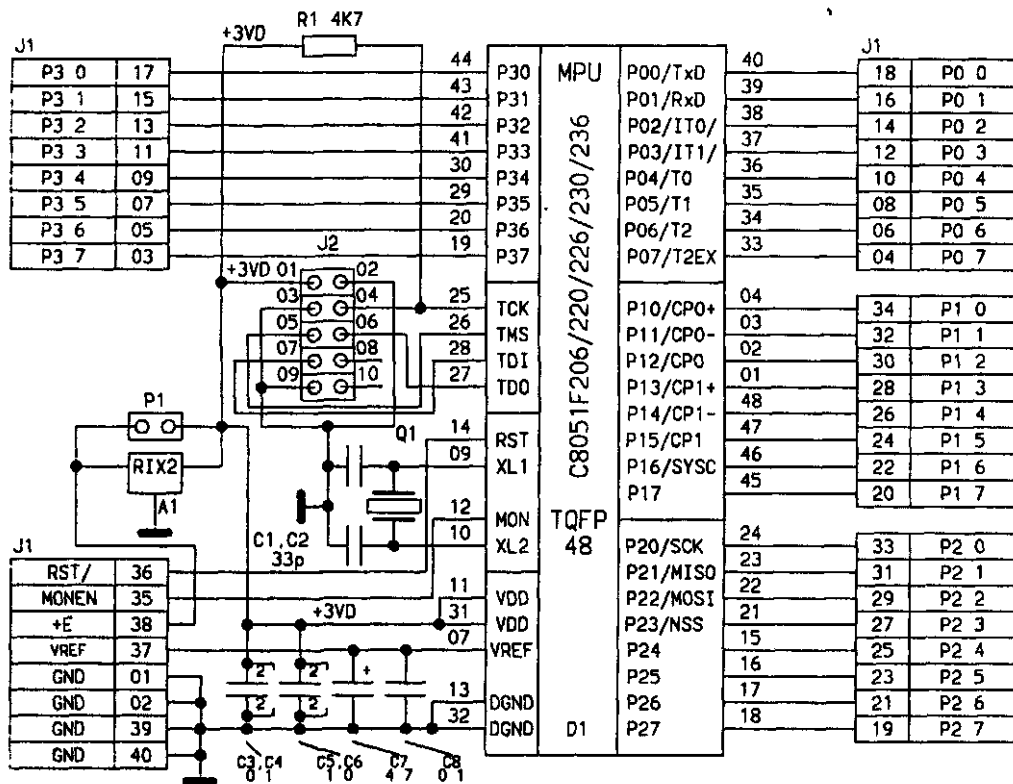 R1 4K7
+3VD
J1
P3 0 17
P3 1 15
P3 2 13
P3 3 11
P3 4 09
P3 5 07
P3 6 05
P3 7 03
44 P30
43 P31
42 P32
41 P33
30 P34
29 P35
20 P36
19 P37
MPU
C8051F206/220/226/230/236
TQFP
48
D1
P00/TxD 40
P01/RxD 39
P02/IT0/ 38
P03/IT1/ 37
P04/T0 36
P05/T1 35
P06/T2 34
P07/T2EX 33
J1
18 P0 0
16 P0 1
14 P0 2
12 P0 3
10 P0 4
08 P0 5
06 P0 6
04 P0 7
J2
+3VD 01 02
03 04
05 06
07 08
09 10
25 TCK
26 TMS
28 TDI
27 TDO
P10/CP0+ 04
P11/CP0- 03
P12/CP0 02
P13/CP1+ 01
P14/CP1- 48
P15/CP1 47
P16/SYSC 46
P17 45
34 P1 0
32 P1 1
30 P1 2
28 P1 3
26 P1 4
24 P1 5
22 P1 6
20 P1 7
P1
RIX2
A1
Q1
14 RST
09 XL1
12 MON
10 XL2
C1,C2
33p
P20/SCK 24
P21/MISO 23
P22/MOSI 22
P23/NSS 21
P24 15
P25 16
P26 17
P27 18
33 P2 0
31 P2 1
29 P2 2
27 P2 3
25 P2 4
23 P2 5
21 P2 6
19 P2 7
J1
RST/ 36
MONEN 35
+E 38
VREF 37
GND 01
GND 02
GND 39
GND 40
+3VD
11 VDD
31 VDD
07 VREF
13 DGND
32 DGND
2 2 +
2 2
C3,C4 C5,C6 C7 C8
0 1 1 0 4 7 0 1